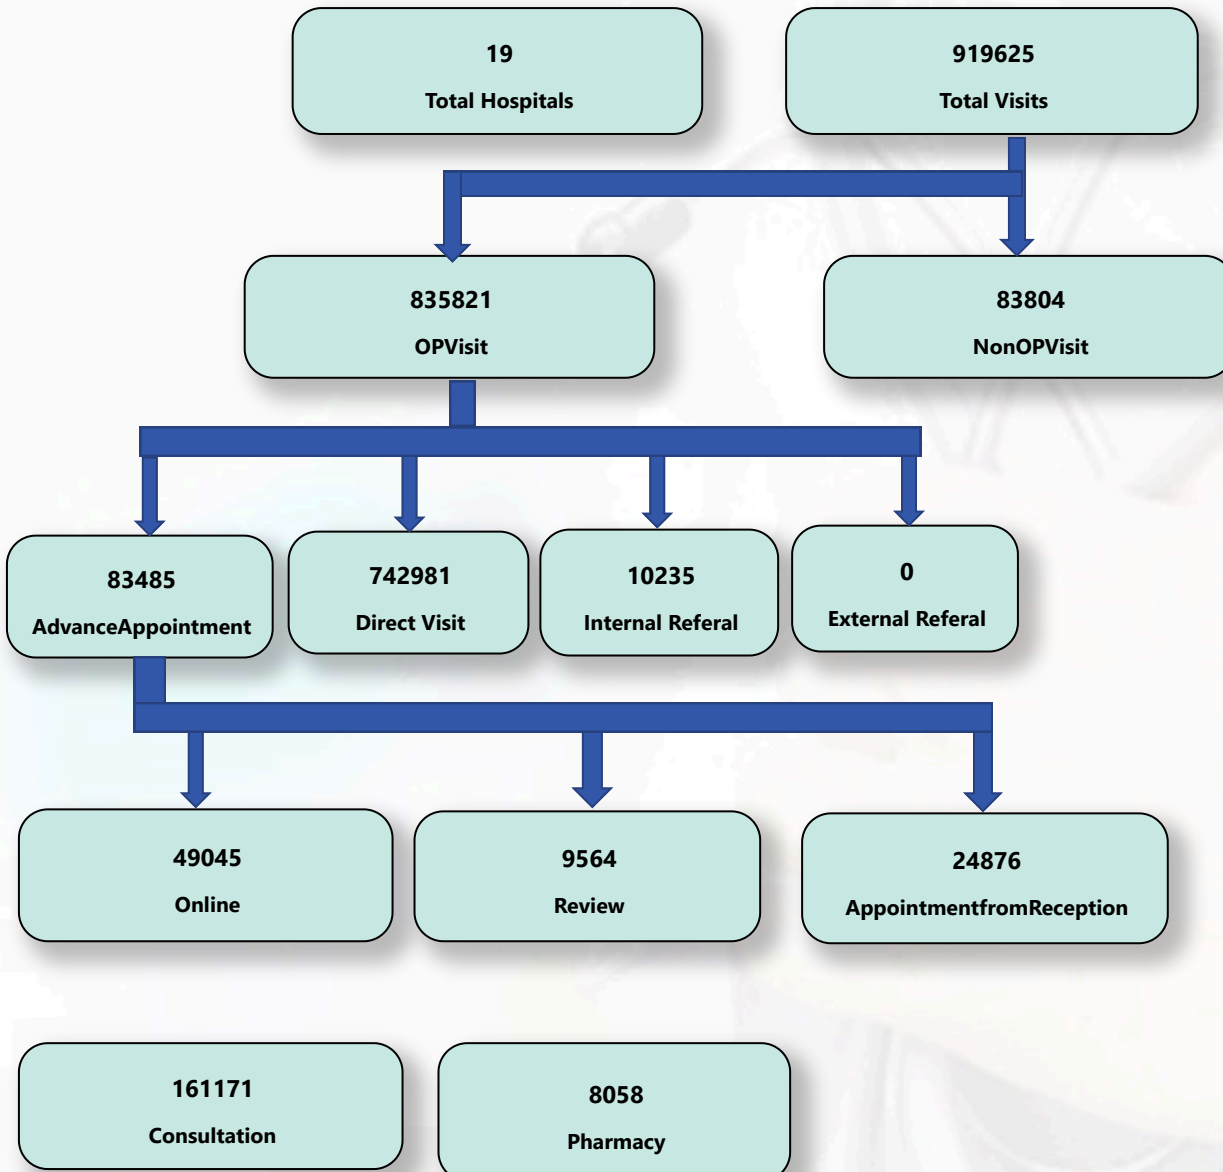 19
Total Hospitals
919625
Total Visits
835821
OPVisit
83804
NonOPVisit
83485
AdvanceAppointment
742981
Direct Visit
10235
Internal Referal
0
External Referal
49045
Online
9564
Review
24876
AppointmentfromReception
161171
Consultation
8058
Pharmacy